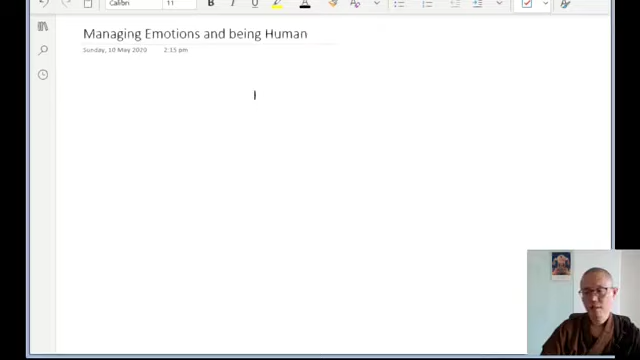 Calibri 11 B I U A
Managing Emotions and being Human
Sunday, 10 May 2020 2:15 pm